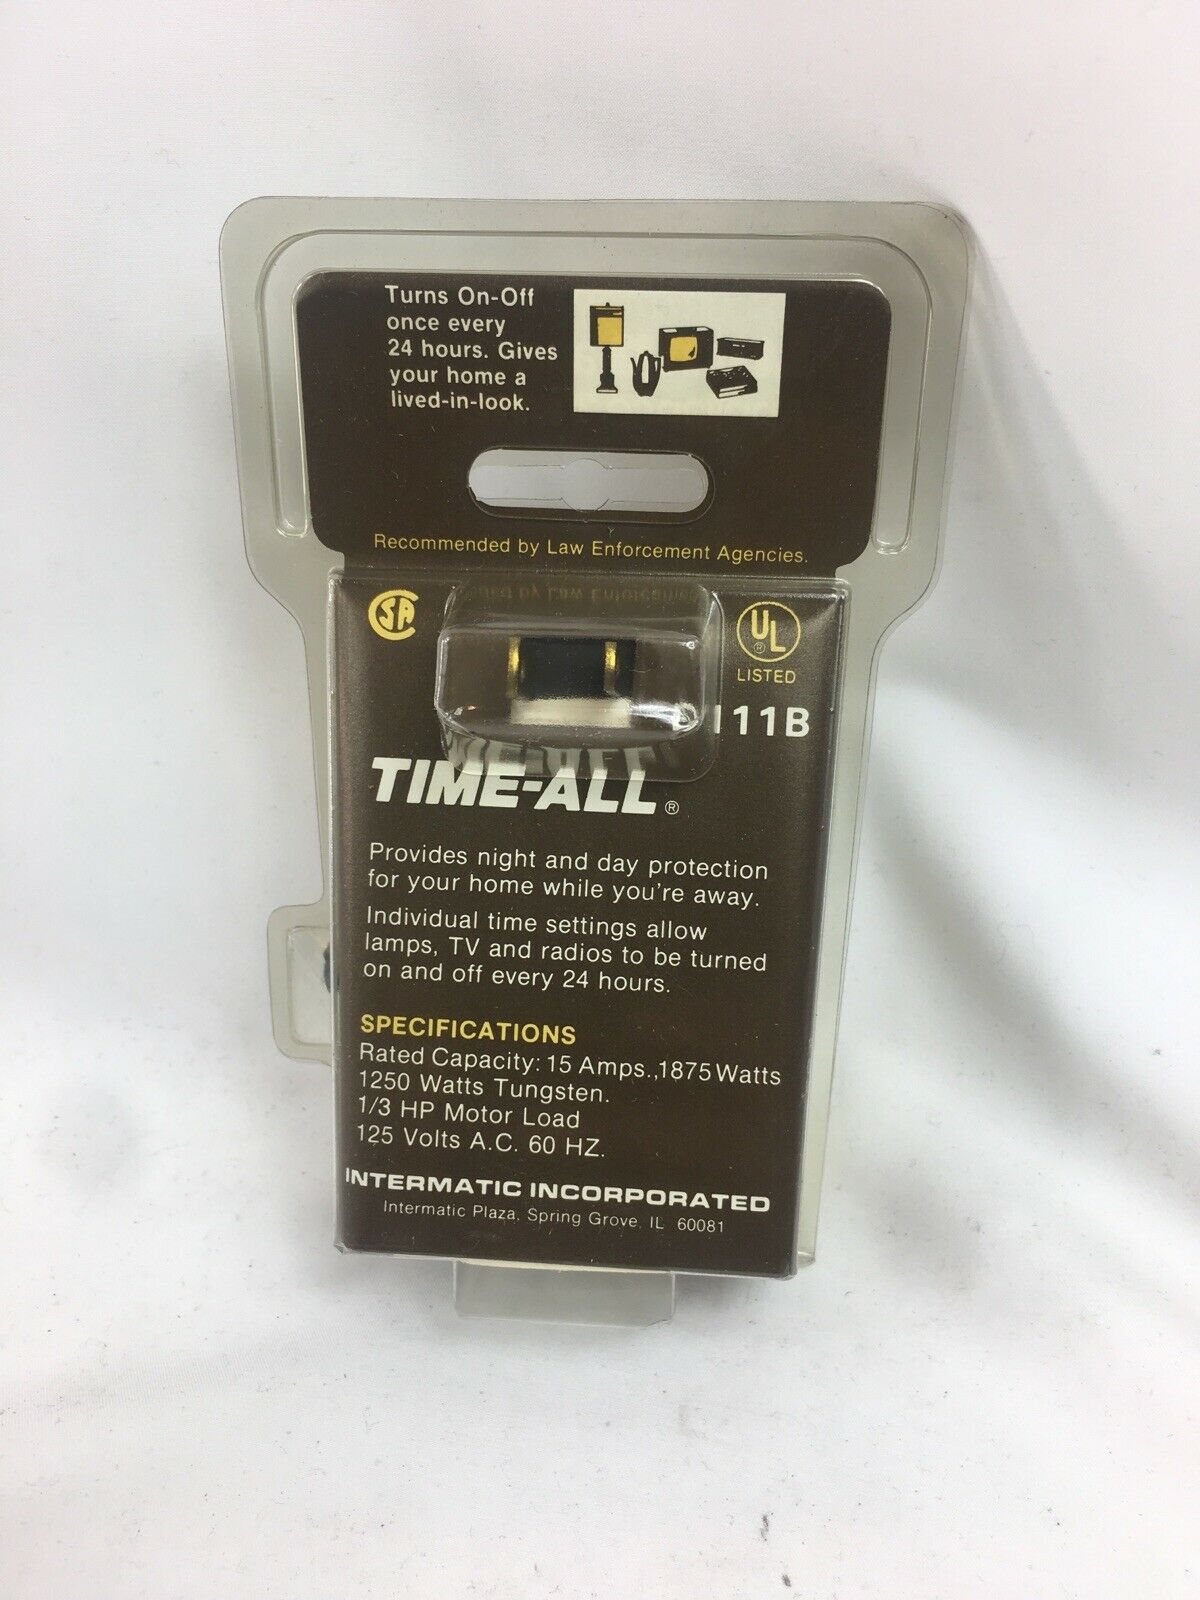 Turns On-Off
once every
24 hours. Gives
your home a
lived-in-look.
Recommended by Law Enforcement Agencies.
CSA
UL
®
LISTED
111B
TIME-ALL®
Provides night and day protection
for your home while you're away.
Individual time settings allow
lamps, TV and radios to be turned
on and off every 24 hours.
SPECIFICATIONS
Rated Capacity: 15 Amps.,1875 Watts
1250 Watts Tungsten.
1/3 HP Motor Load
125 Volts A.C. 60 HZ.
INTERMATIC INCORPORATED
Intermatic Plaza, Spring Grove, IL 60081